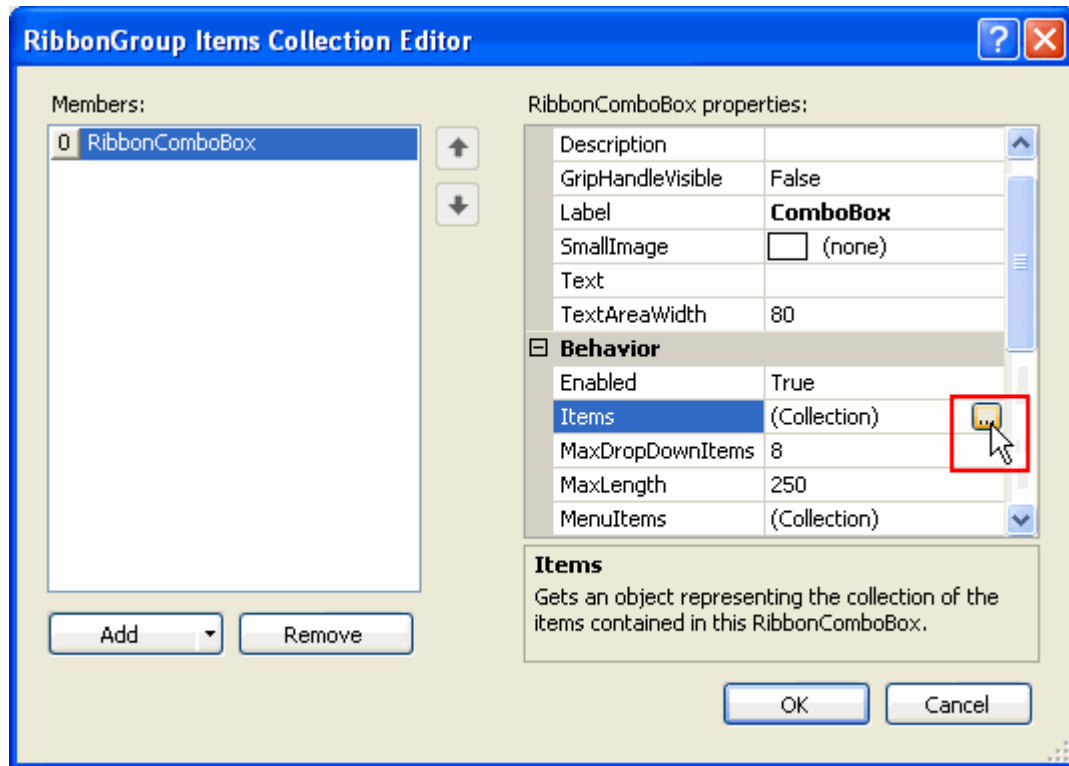 RibbonGroup Items Collection Editor
Members:
0 RibbonComboBox
Add
Remove
RibbonComboBox properties:
Description
GripHandleVisible False
Label ComboBox
SmallImage (none)
Text
TextAreaWidth 80
Behavior
Enabled True
Items (Collection) ...
MaxDropDownItems 8
MaxLength 250
MenuItems (Collection)
Items
Gets an object representing the collection of the
items contained in this RibbonComboBox.
OK Cancel